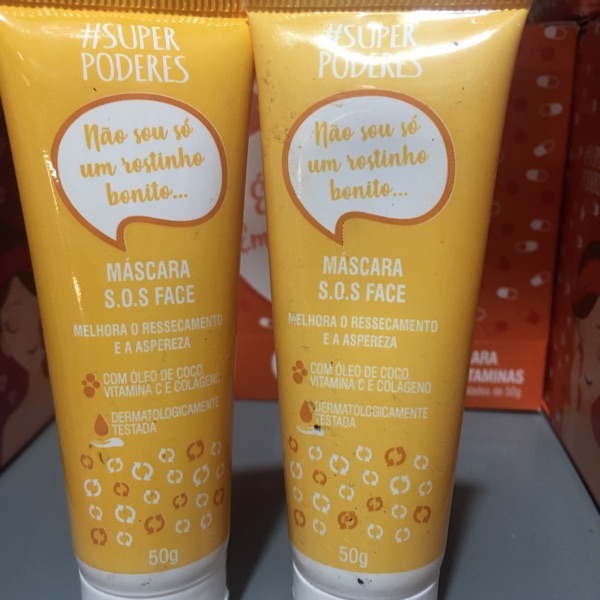 #SUPER
PODERES
Não sou só
um rostinho
bonito...
MÁSCARA
S.O.S FACE
MELHORA O RESSECAMENTO
E A ASPEREZA
COM ÓLEO DE COCO
VITAMINA C E COLÁGENO
DERMATOLOGICAMENTE
TESTADA
50g
#SUPER
PODERES
Não sou só
um rostinho
bonito...
MÁSCARA
S.O.S FACE
MELHORA O RESSECAMENTO
E A ASPEREZA
COM ÓLEO DE COCO
VITAMINA C E COLÁGENO
DERMATOLOGICAMENTE
TESTADA
50g
de 50g